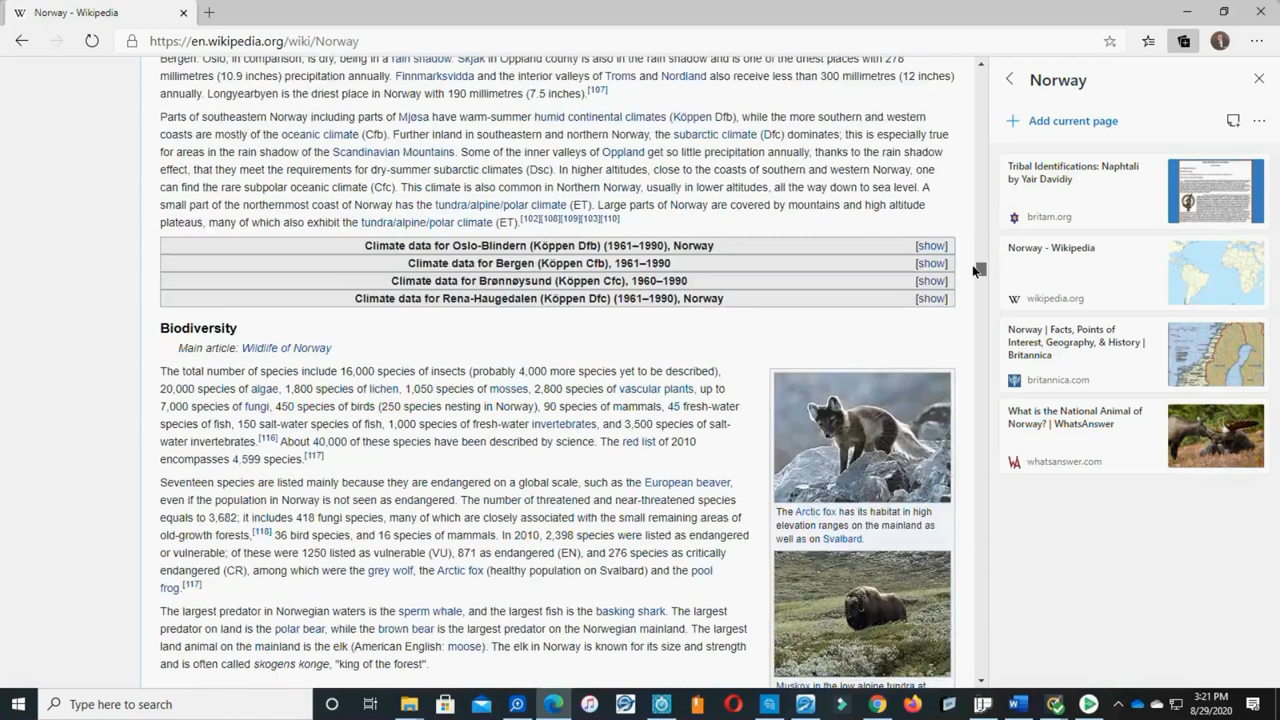 Norway - Wikipedia
https://en.wikipedia.org/wiki/Norway
Bergen. Oslo, in comparison, is dry, being in a rain shadow. Skjåk in Oppland county is also in the rain shadow and is one of the driest places with 278
millimetres (10.9 inches) precipitation annually. Finnmarksvidda and the interior valleys of Troms and Nordland also receive less than 300 millimetres (12 inches)
annually. Longyearbyen is the driest place in Norway with 190 millimetres (7.5 inches).[107]
Parts of southeastern Norway including parts of Mjøsa have warm-summer humid continental climates (Köppen Dfb), while the more southern and western
coasts are mostly of the oceanic climate (Cfb). Further inland in southeastern and northern Norway, the subarctic climate (Dfc) dominates; this is especially true
for areas in the rain shadow of the Scandinavian Mountains. Some of the inner valleys of Oppland get so little precipitation annually, thanks to the rain shadow
effect, that they meet the requirements for dry-summer subarctic climates (Dsc). In higher altitudes, close to the coasts of southern and western Norway, one
can find the rare subpolar oceanic climate (Cfc). This climate is also common in Northern Norway, usually in lower altitudes, all the way down to sea level. A
small part of the northernmost coast of Norway has the tundra/alpine/polar climate (ET). Large parts of Norway are covered by mountains and high altitude
plateaus, many of which also exhibit the tundra/alpine/polar climate (ET).[102][108][109][103][110]
Climate data for Oslo-Blindern (Köppen Dfb) (1961–1990), Norway [show]
Climate data for Bergen (Köppen Cfb), 1961–1990 [show]
Climate data for Brønnøysund (Köppen Cfc), 1960–1990 [show]
Climate data for Rena-Haugedalen (Köppen Dfc) (1961–1990), Norway [show]
Biodiversity
Main article: Wildlife of Norway
The total number of species include 16,000 species of insects (probably 4,000 more species yet to be described),
20,000 species of algae, 1,800 species of lichen, 1,050 species of mosses, 2,800 species of vascular plants, up to
7,000 species of fungi, 450 species of birds (250 species nesting in Norway), 90 species of mammals, 45 fresh-water
species of fish, 150 salt-water species of fish, 1,000 species of fresh-water invertebrates, and 3,500 species of salt-
water invertebrates.[116] About 40,000 of these species have been described by science. The red list of 2010
encompasses 4,599 species.[117]
Seventeen species are listed mainly because they are endangered on a global scale, such as the European beaver,
even if the population in Norway is not seen as endangered. The number of threatened and near-threatened species
equals to 3,682; it includes 418 fungi species, many of which are closely associated with the small remaining areas of
old-growth forests,[118] 36 bird species, and 16 species of mammals. In 2010, 2,398 species were listed as endangered
or vulnerable; of these were 1250 listed as vulnerable (VU), 871 as endangered (EN), and 276 species as critically
endangered (CR), among which were the grey wolf, the Arctic fox (healthy population on Svalbard) and the pool
frog.[117]
The largest predator in Norwegian waters is the sperm whale, and the largest fish is the basking shark. The largest
predator on land is the polar bear, while the brown bear is the largest predator on the Norwegian mainland. The largest
land animal on the mainland is the elk (American English: moose). The elk in Norway is known for its size and strength
and is often called skogens konge, "king of the forest".
The Arctic fox has its habitat in high
elevation ranges on the mainland as
well as on Svalbard.
Muskox in the low alpine tundra at
Norway
Add current page
Tribal Identifications: Naphtali
by Yair Davidiy
britam.org
Norway - Wikipedia
wikipedia.org
Norway | Facts, Points of
Interest, Geography, & History |
Britannica
britannica.com
What is the National Animal of
Norway? | WhatsAnswer
whatsanswer.com
Type here to search
3:21 PM
8/29/2020